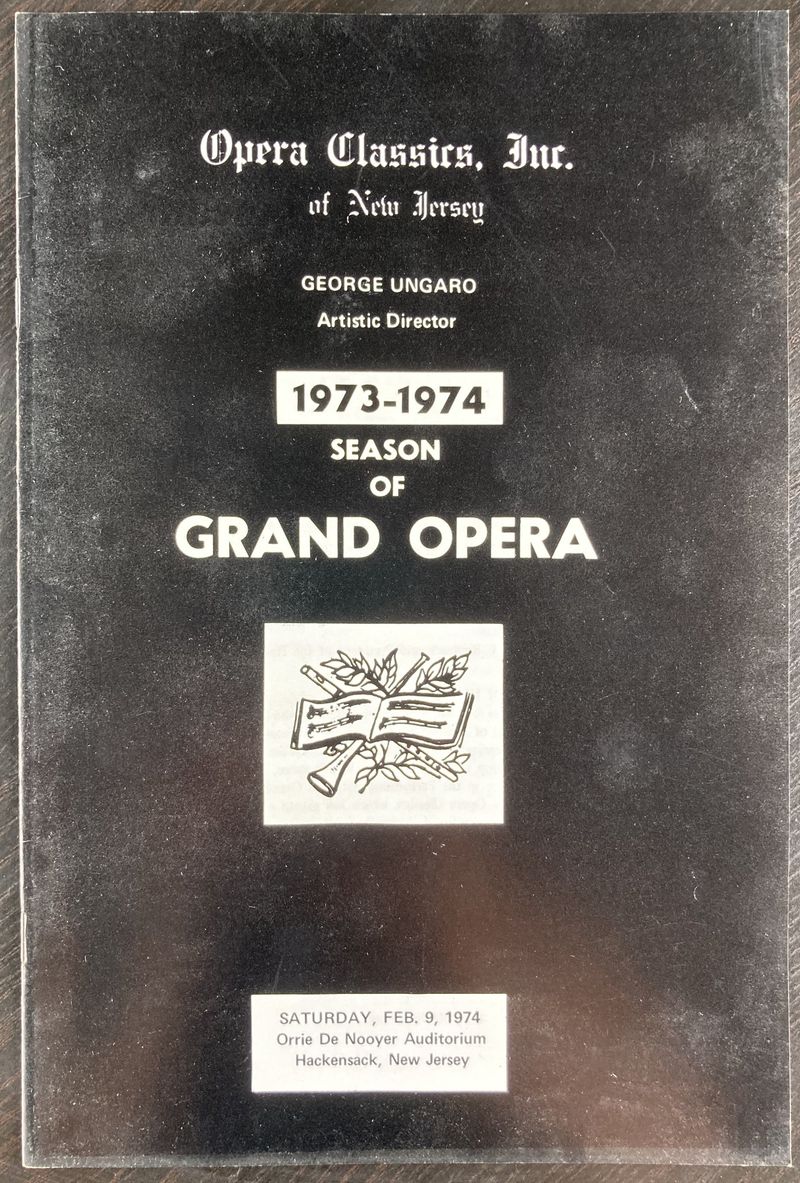 Opera Classics, Inc.
of New Jersey
GEORGE UNGARO
Artistic Director
1973-1974
SEASON
OF
GRAND OPERA
SATURDAY, FEB. 9, 1974
Orrie De Nooyer Auditorium
Hackensack, New Jersey